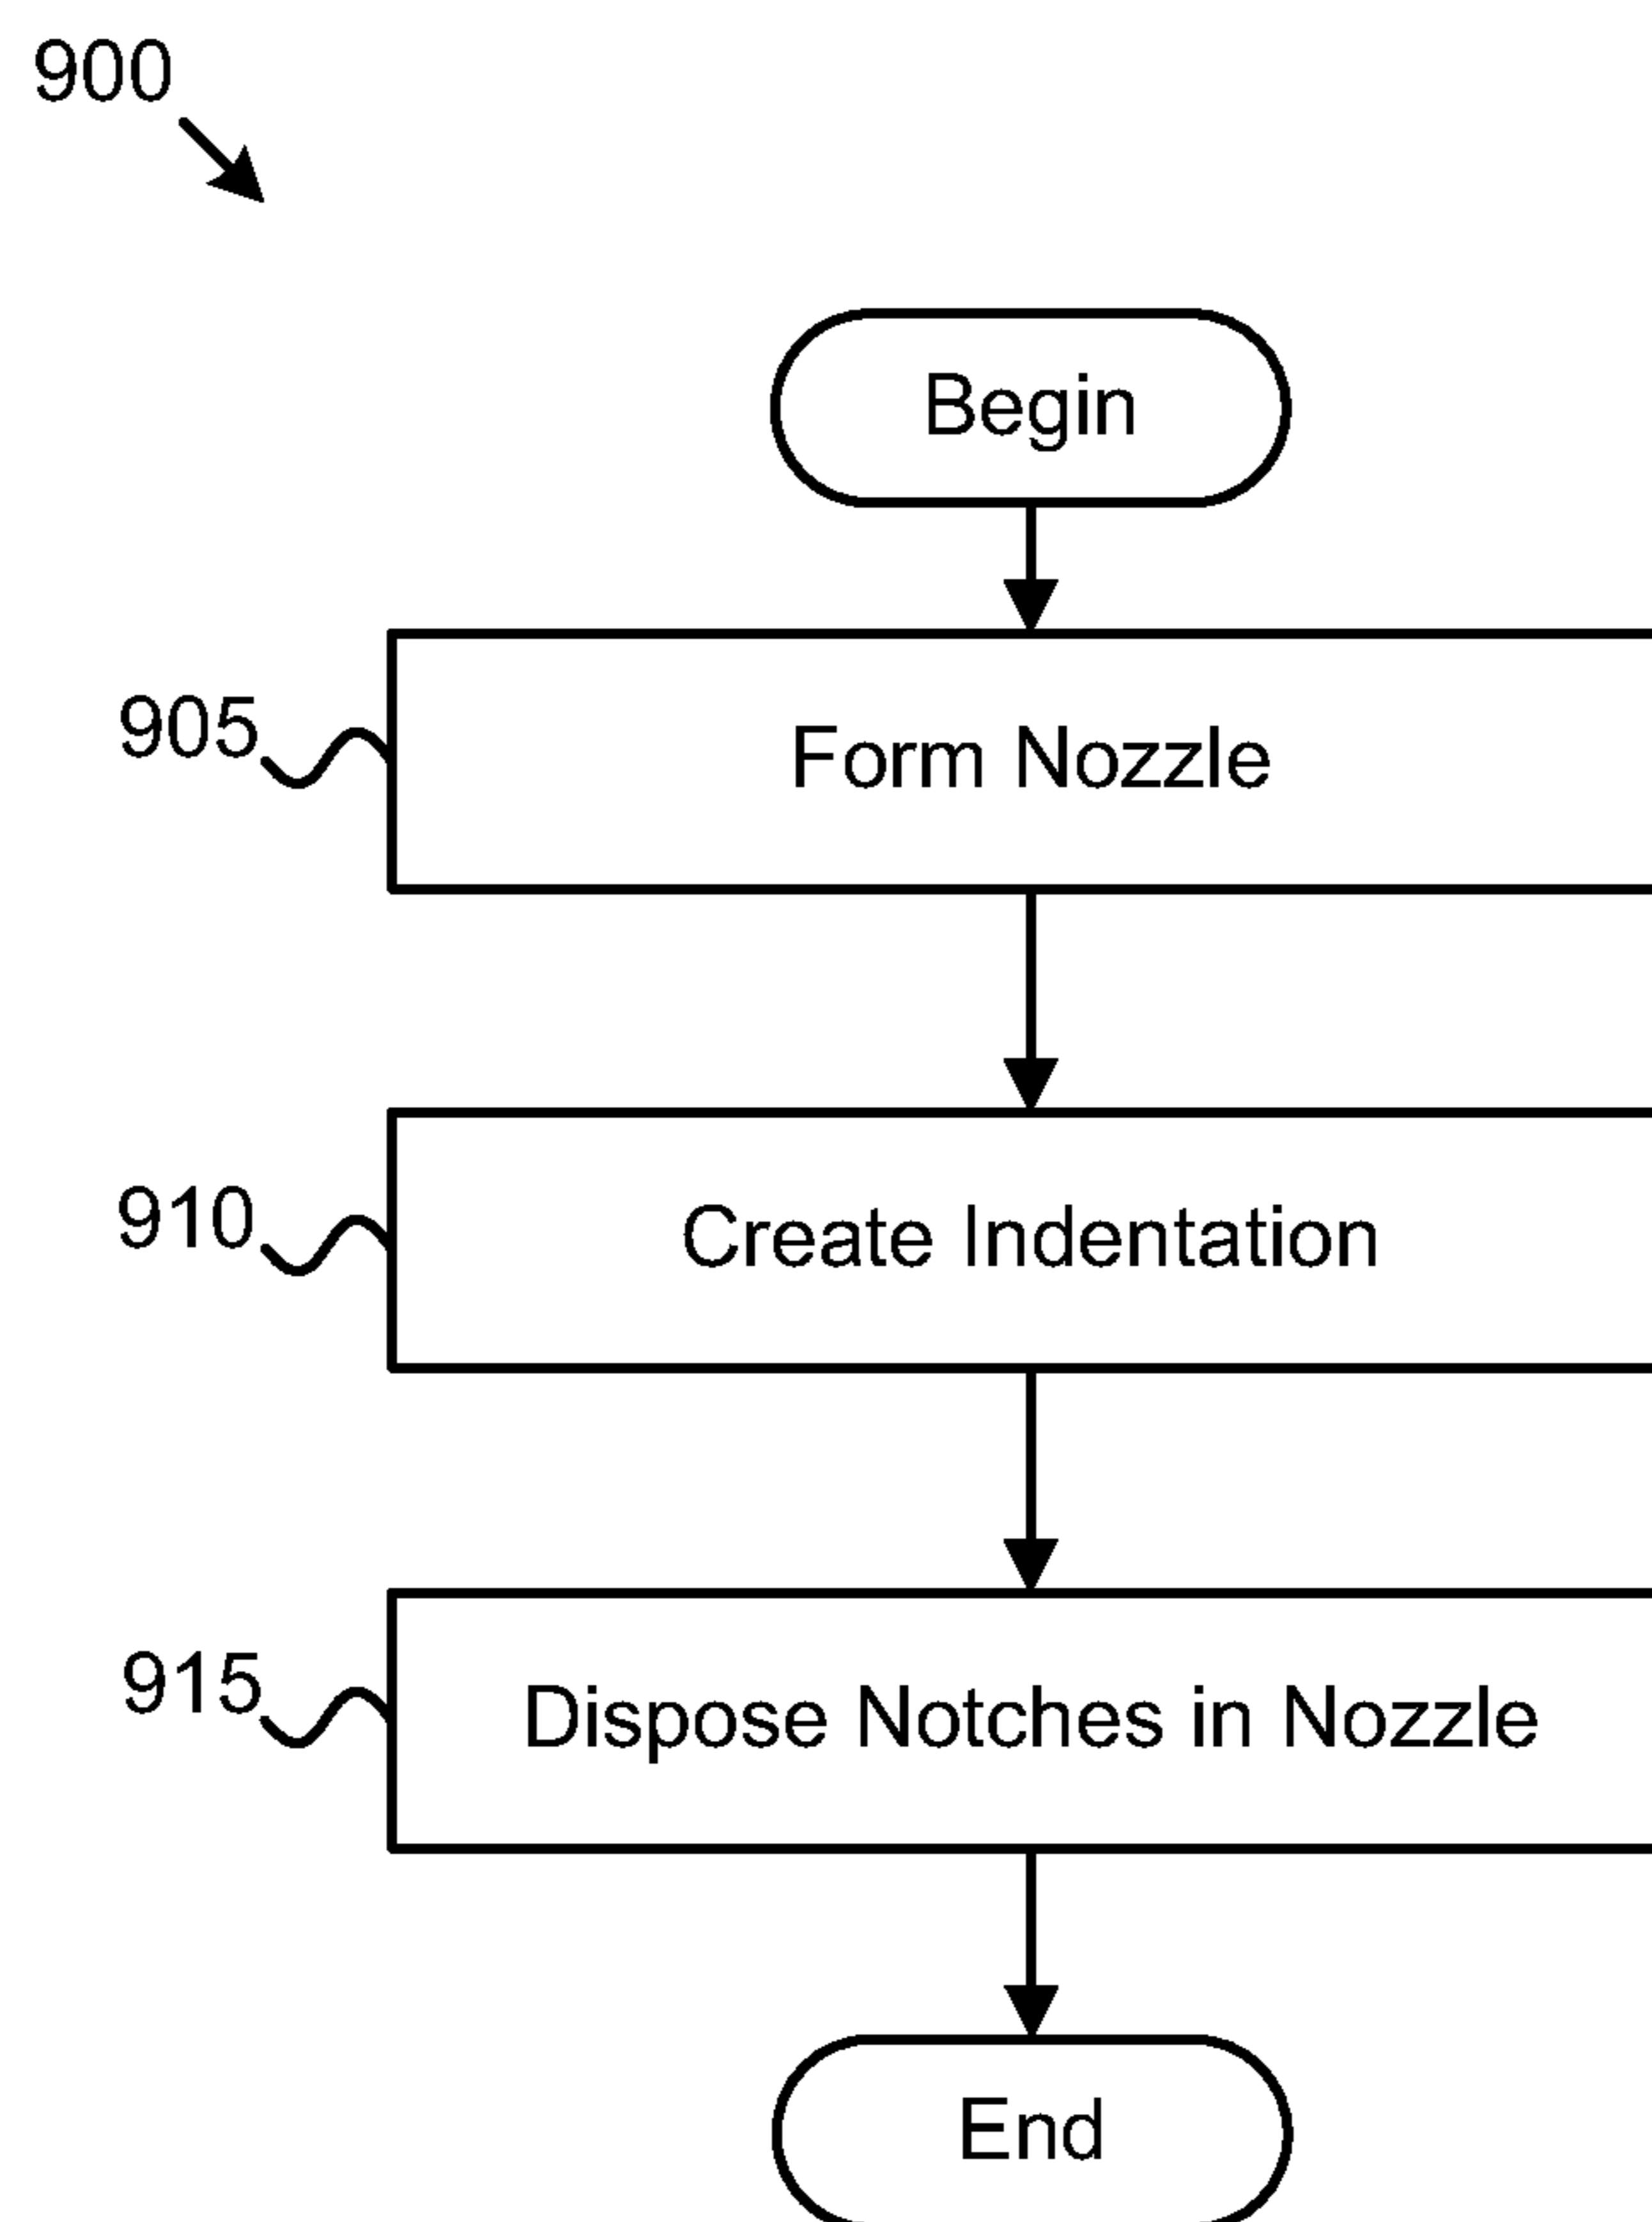 900
Begin
905
Form Nozzle
910
Create Indentation
915
Dispose Notches in Nozzle
End